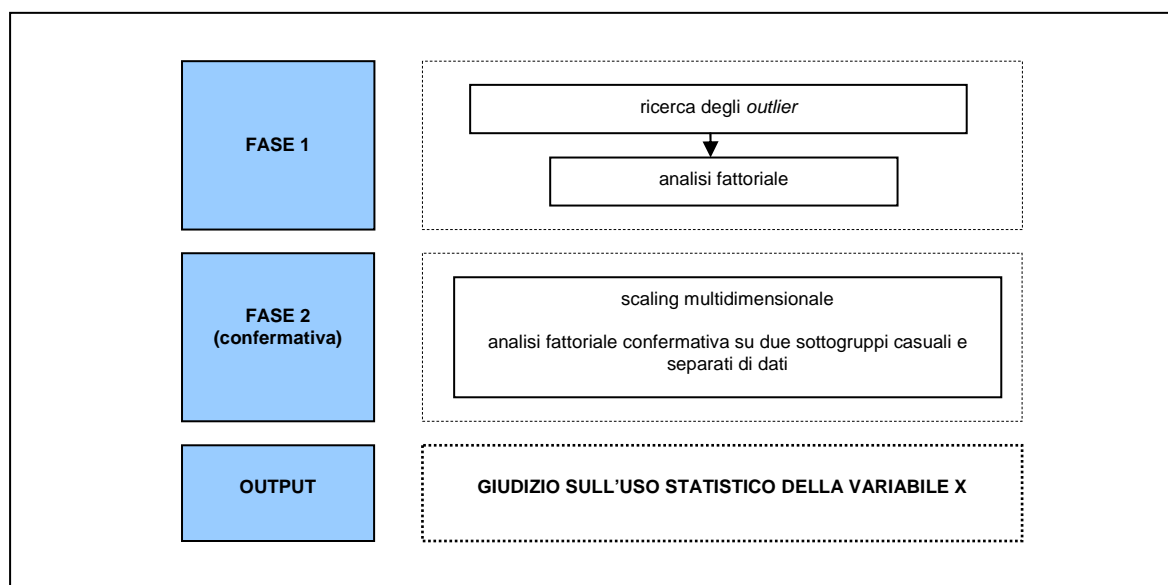 FASE 1
ricerca degli outlier
analisi fattoriale
FASE 2
(confermativa)
scaling multidimensionale
analisi fattoriale confermativa su due sottogruppi casuali e
separati di dati
OUTPUT
GIUDIZIO SULL'USO STATISTICO DELLA VARIABILE X